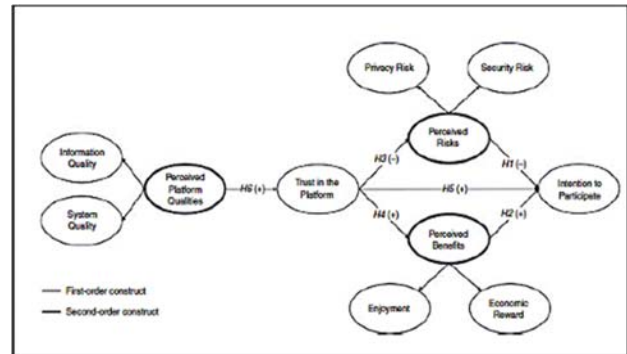 Privacy Risk
Security Risk
Perceived
Risks
Information
Quality
System
Quality
Perceived
Platform
Qualities
H6 (+)
Trust in the
Platform
H3 (–)
H1 (–)
H5 (+)
H4 (+)
H2 (+)
Intention to
Participate
Perceived
Benefits
Enjoyment
Economic
Reward
First-order construct
Second-order construct